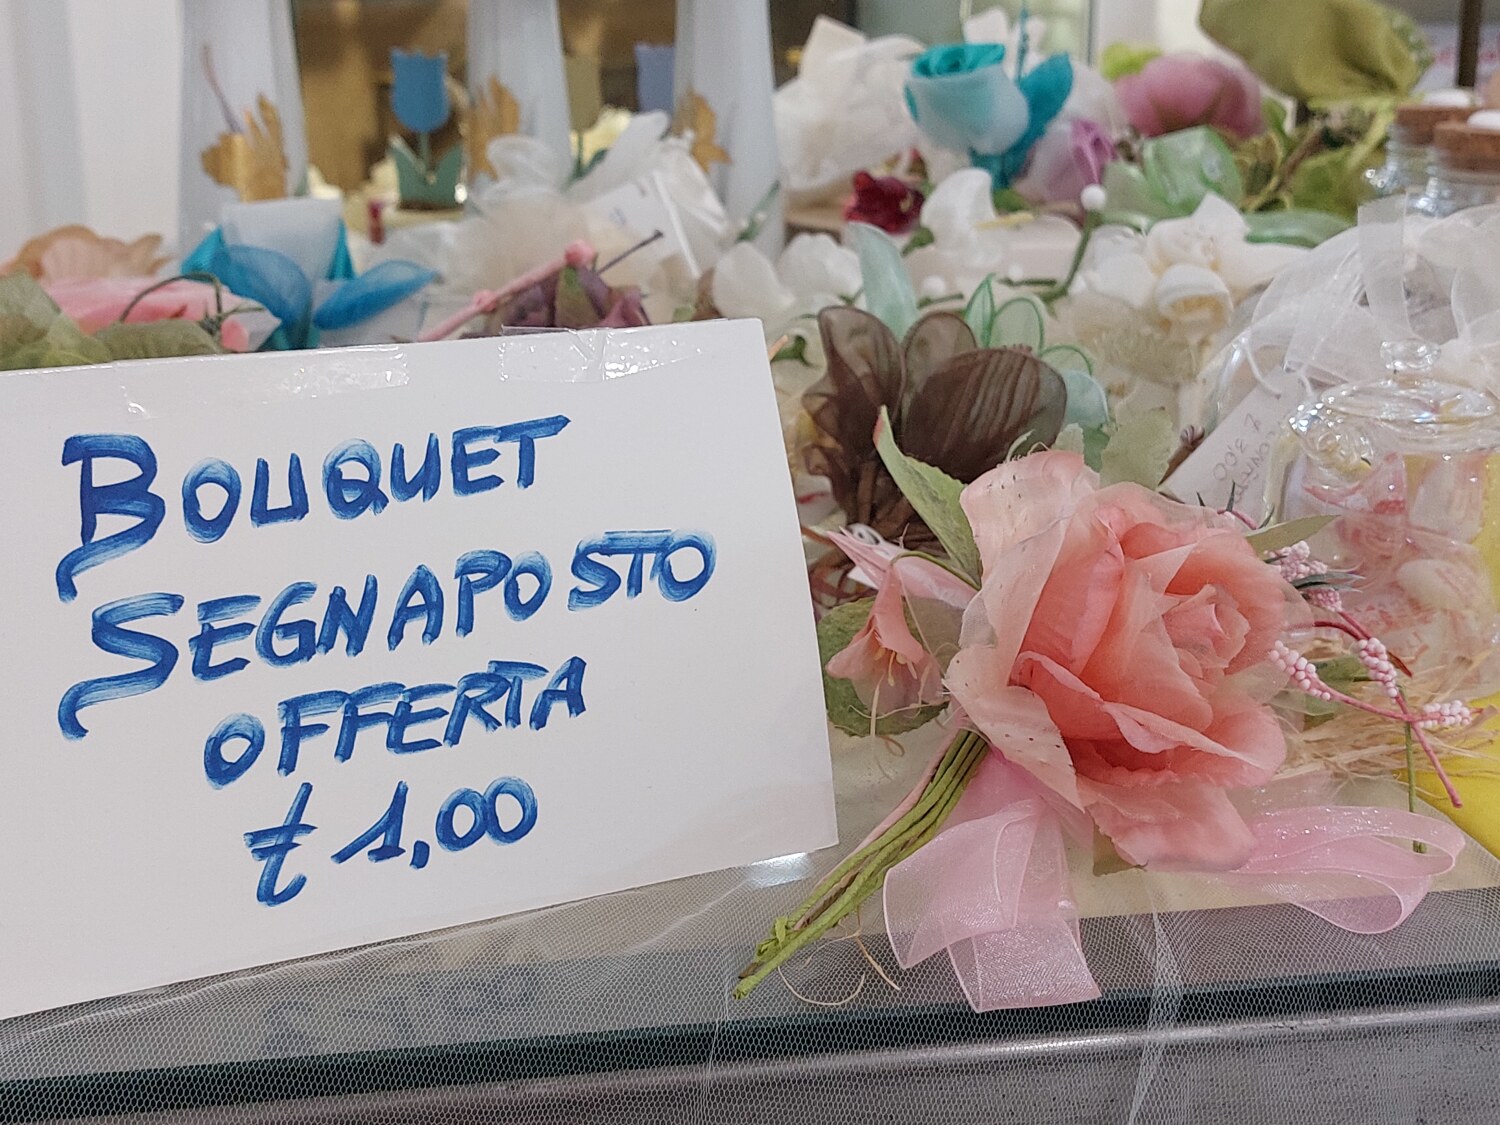 BOUQUET
SEGNAPOSTO
OFFERTA
€ 1,00